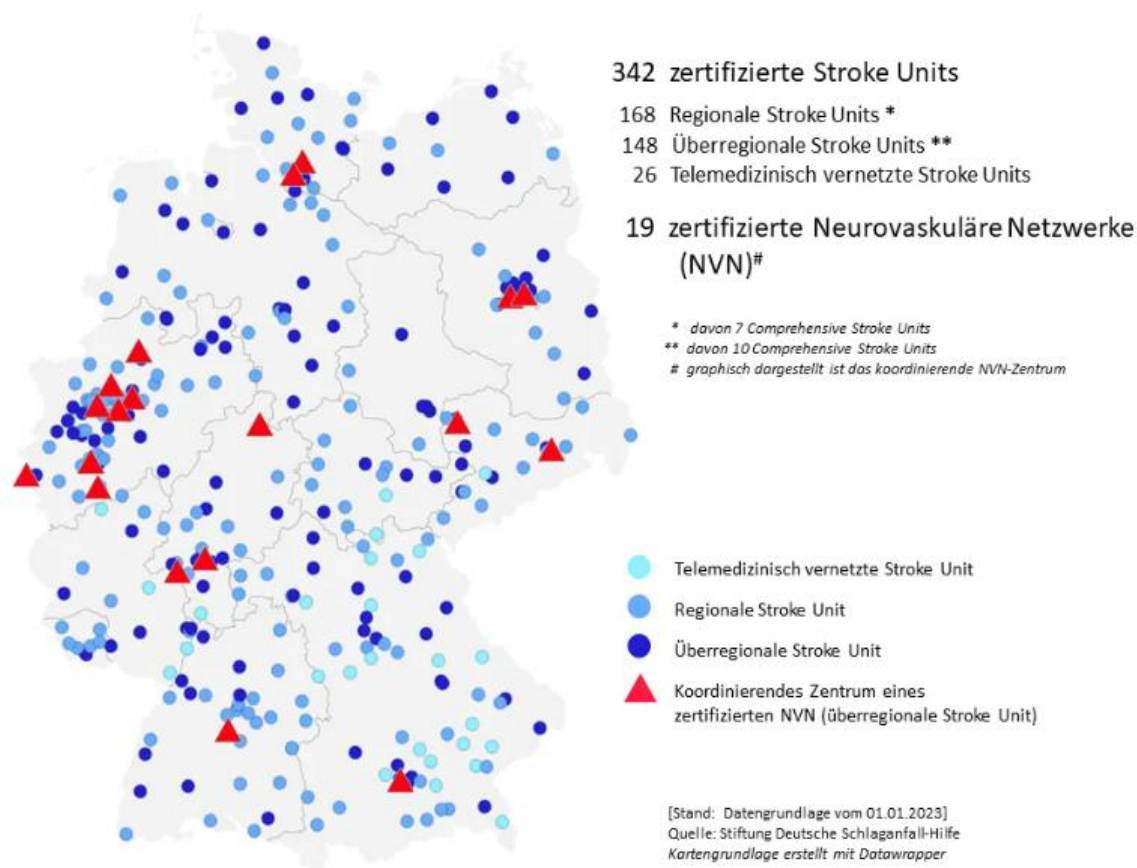 342 zertifizierte Stroke Units
168 Regionale Stroke Units *
148 Überregionale Stroke Units **
26 Telemedizinisch vernetzte Stroke Units
19 zertifizierte Neurovaskuläre Netzwerke
(NVN)#
* davon 7 Comprehensive Stroke Units
** davon 10 Comprehensive Stroke Units
# graphisch dargestellt ist das koordinierende NVN-Zentrum
Telemedizinisch vernetzte Stroke Unit
Regionale Stroke Unit
Überregionale Stroke Unit
Koordinierendes Zentrum eines
zertifizierten NVN (überregionale Stroke Unit)
[Stand: Datengrundlage vom 01.01.2023]
Quelle: Stiftung Deutsche Schlaganfall-Hilfe
Kartengrundlage erstellt mit Datawrapper